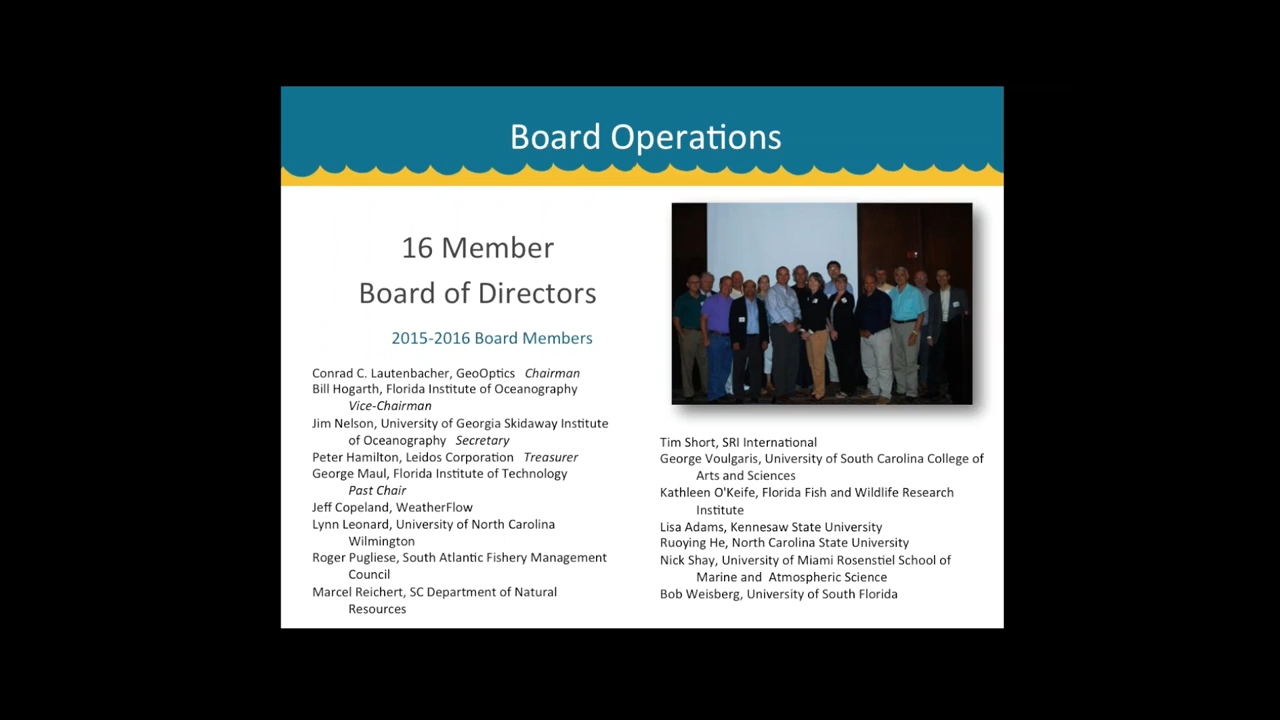 Board Operations
16 Member
Board of Directors
2015-2016 Board Members
Conrad C. Lautenbacher, GeoOptics Chairman
Bill Hogarth, Florida Institute of Oceanography
Vice-Chairman
Jim Nelson, University of Georgia Skidaway Institute
of Oceanography Secretary
Peter Hamilton, Leidos Corporation Treasurer
George Maul, Florida Institute of Technology
Past Chair
Jeff Copeland, WeatherFlow
Lynn Leonard, University of North Carolina
Wilmington
Roger Pugliese, South Atlantic Fishery Management
Council
Marcel Reichert, SC Department of Natural
Resources
Tim Short, SRI International
George Voulgaris, University of South Carolina College of
Arts and Sciences
Kathleen O'Keife, Florida Fish and Wildlife Research
Institute
Lisa Adams, Kennesaw State University
Ruoying He, North Carolina State University
Nick Shay, University of Miami Rosenstiel School of
Marine and Atmospheric Science
Bob Weisberg, University of South Florida